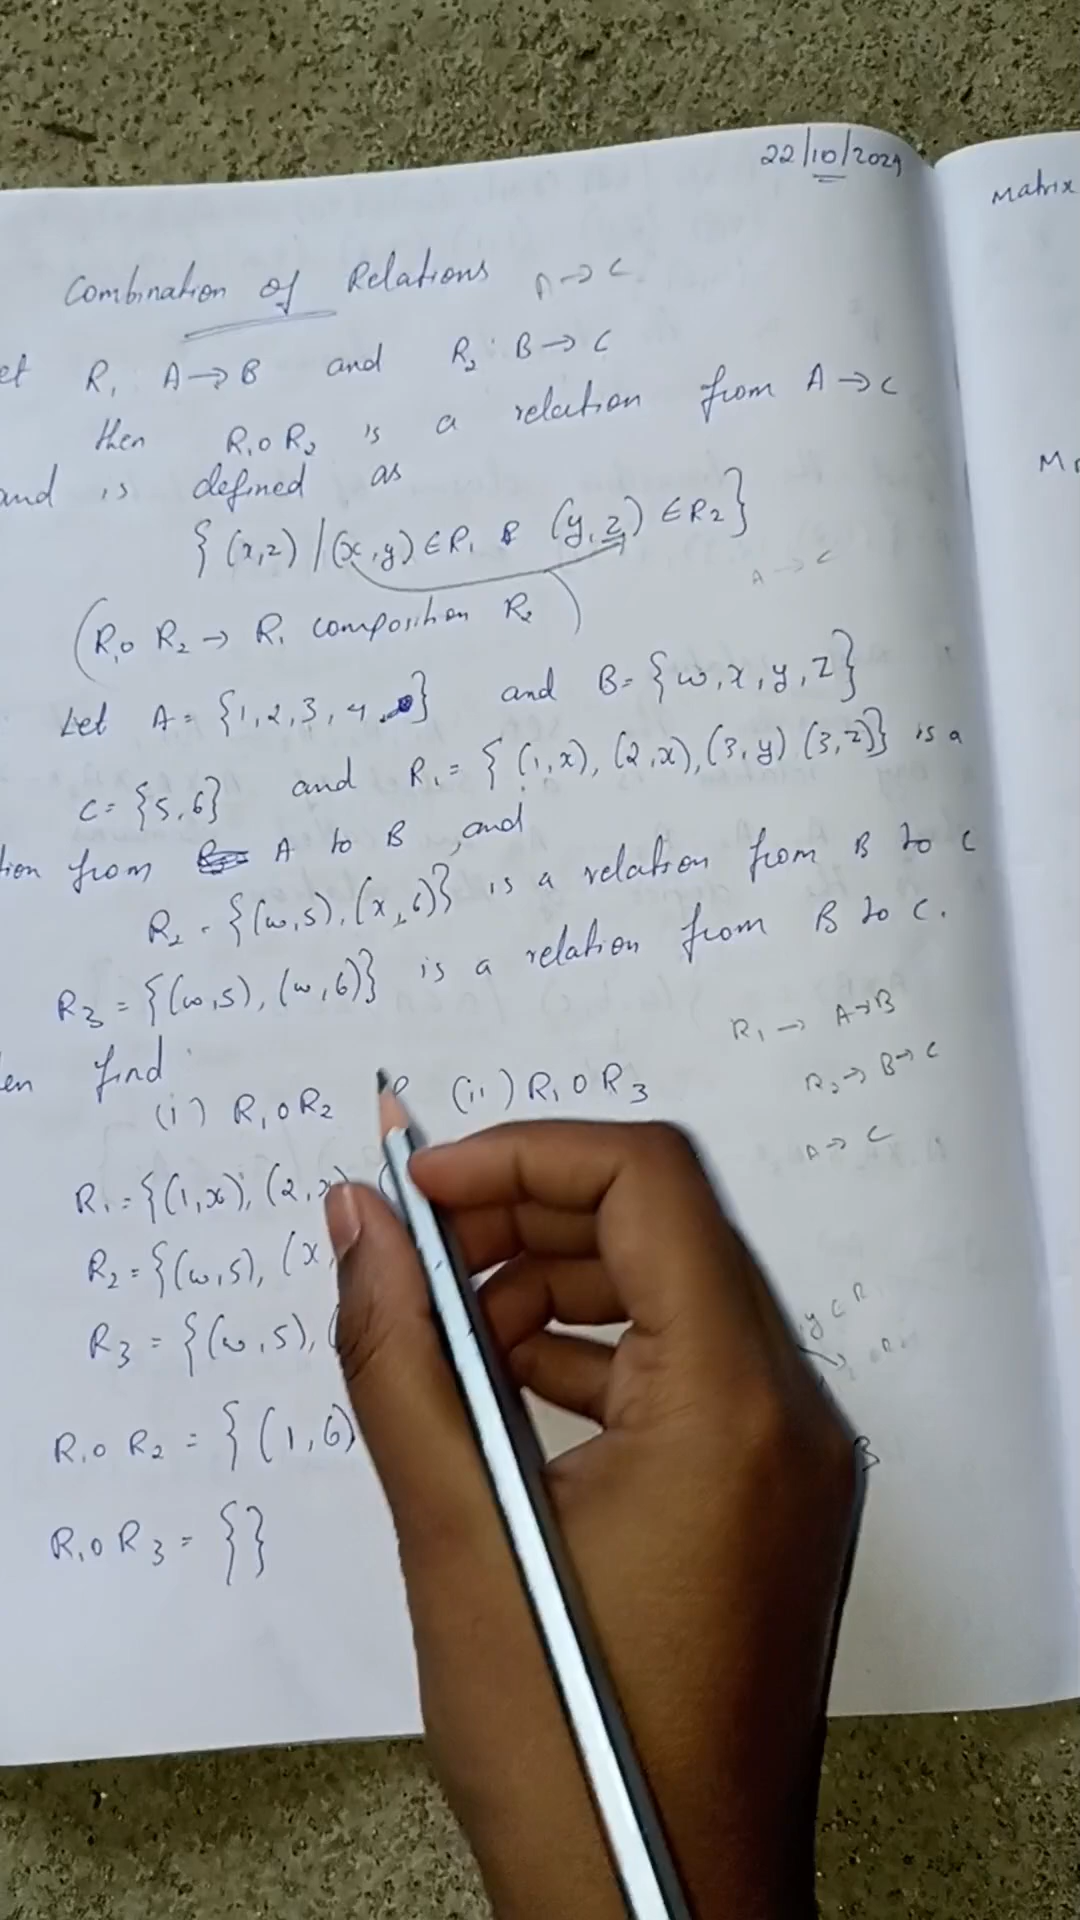 22/10/2024
Matrix
Combination of Relations A → C
et R₁ A → B and R₂ : B → C
then R₁ o R₂ is a relation from A → C
and is defined as
{ (x,z) / (x,y) ∈ R₁ & (y,z) ∈ R₂ }
A → C
(R₁ o R₂ → R₁ composition R₂)
Let A = {1, 2, 3, 4 } and B = {w, x, y, z}
C = {5, 6} and R₁ = { (1,x), (2,x), (3,y) (3,z)} is a
tion from A to B, and
R₂ = {(w,5), (x,6)} is a relation from B to C
R₃ = {(w,5), (w,6)} is a relation from B to C.
en find
(i) R₁ o R₂ & (ii) R₁ o R₃
R₁ → A → B
R₂ → B → C
A → C
R₁ = {(1,x), (2,x)
R₂ = {(w,5), (x,
R₃ = {(w,5), (
R₁ o R₂ = { (1,6)
R₁ o R₃ = { }